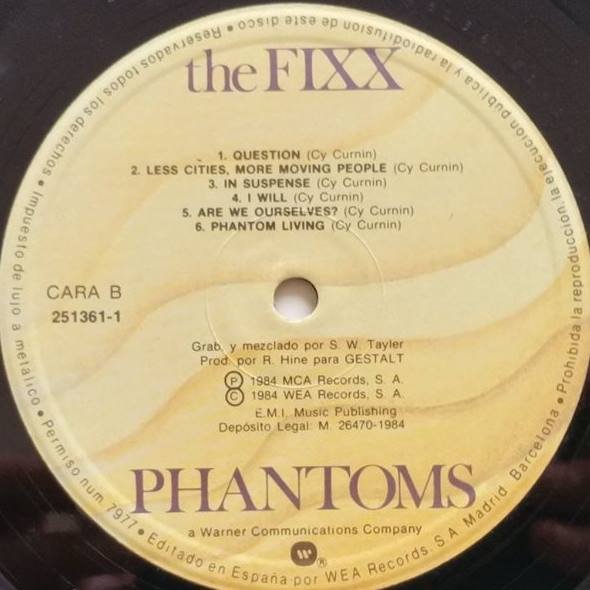 the FIXX
1. QUESTION (Cy Curnin)
2. LESS CITIES, MORE MOVING PEOPLE (Cy Curnin)
3. IN SUSPENSE (Cy Curnin)
4. I WILL (Cy Curnin)
5. ARE WE OURSELVES? (Cy Curnin)
6. PHANTOM LIVING (Cy Curnin)
CARA B
251361-1
Grab. y mezclado por S. W. Tayler
Prod. por R. Hine para GESTALT
Ⓟ 1984 MCA Records, S. A.
© 1984 WEA Records, S. A.
E.M.I. Music Publishing
Depósito Legal: M. 26470-1984
PHANTOMS
a Warner Communications Company
®
Reservados todos los derechos • Impuesto de lujo a metálico • Permiso num. 7977 • Editado en España por WEA Records, S.A. Madrid. Barcelona • Prohibida la reproducción, la ejecución pública y la radiodifusión de este disco •